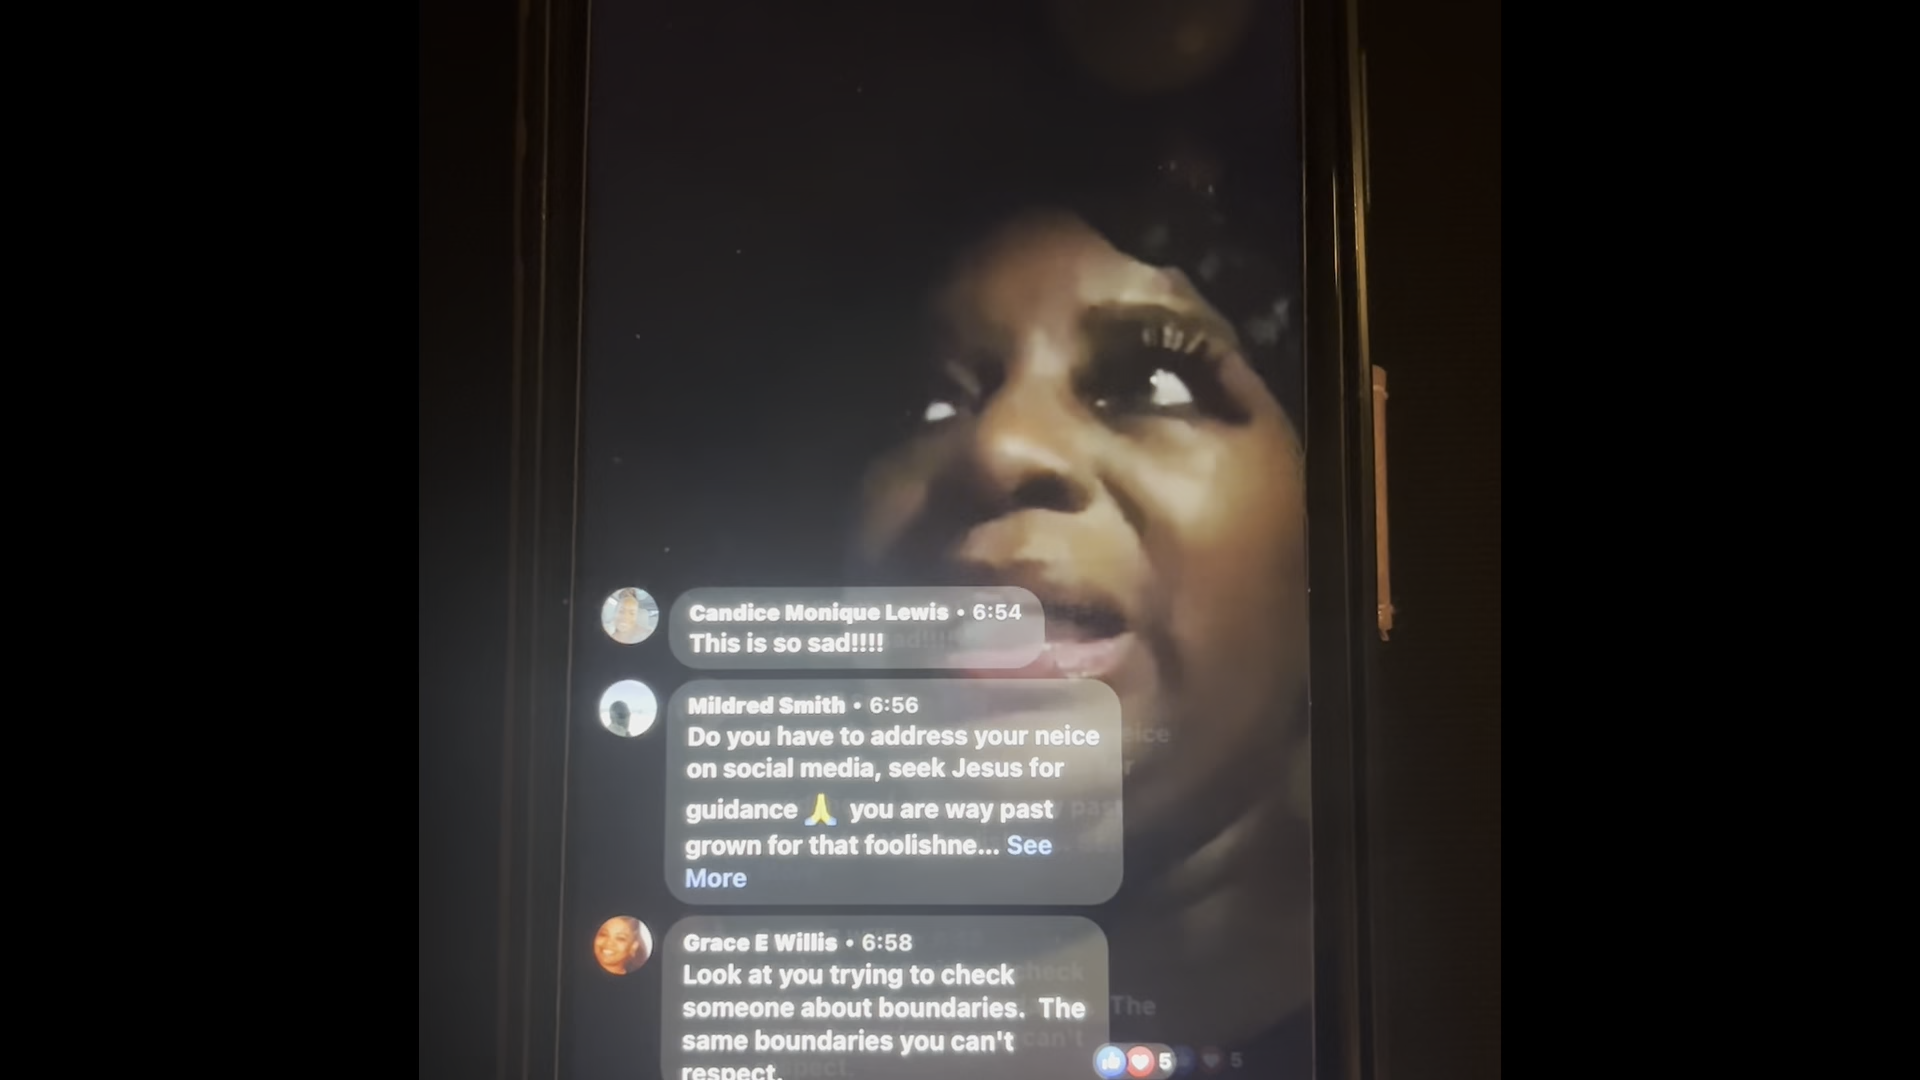 Candice Monique Lewis • 6:54
This is so sad!!!!
Mildred Smith • 6:56
Do you have to address your neice
on social media, seek Jesus for
guidance 🙏 you are way past
grown for that foolishne... See
More
Grace E Willis • 6:58
Look at you trying to check
someone about boundaries. The
same boundaries you can't
respect.
5